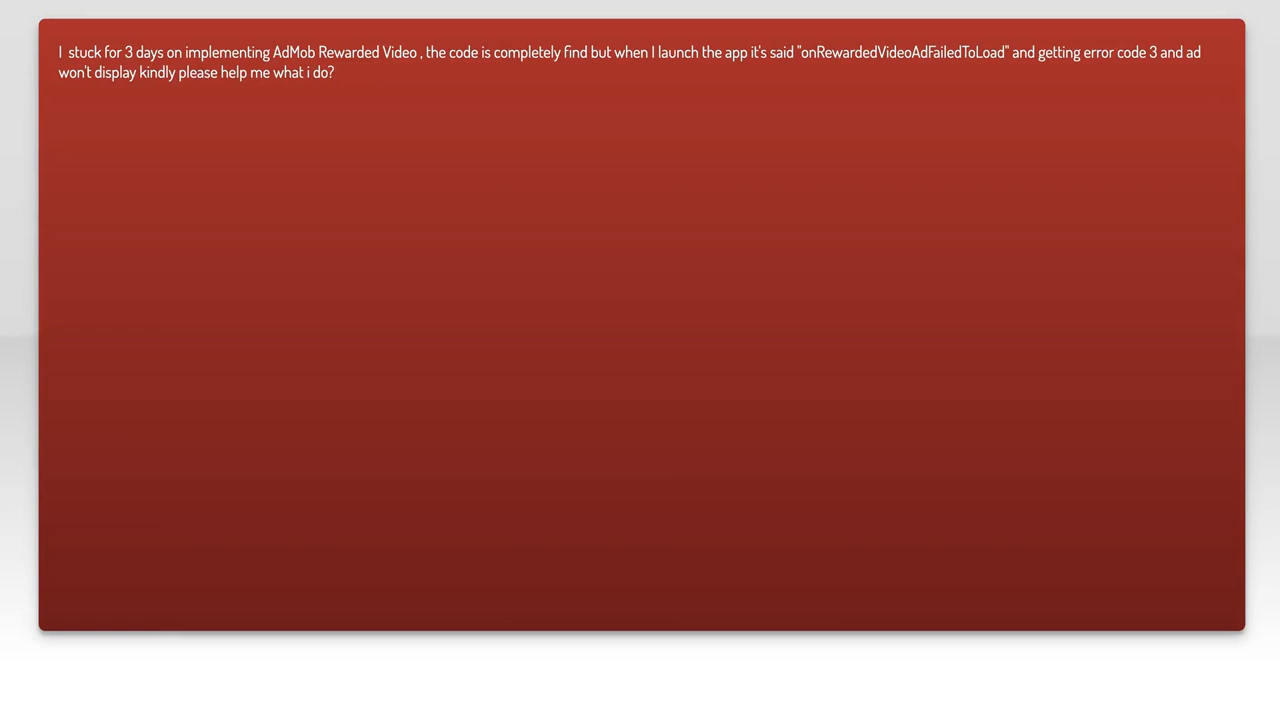 I  stuck for 3 days on implementing AdMob Rewarded Video , the code is completely find but when I launch the app it's said "onRewardedVideoAdFailedToLoad" and getting error code 3 and ad
won't display kindly please help me what i do?